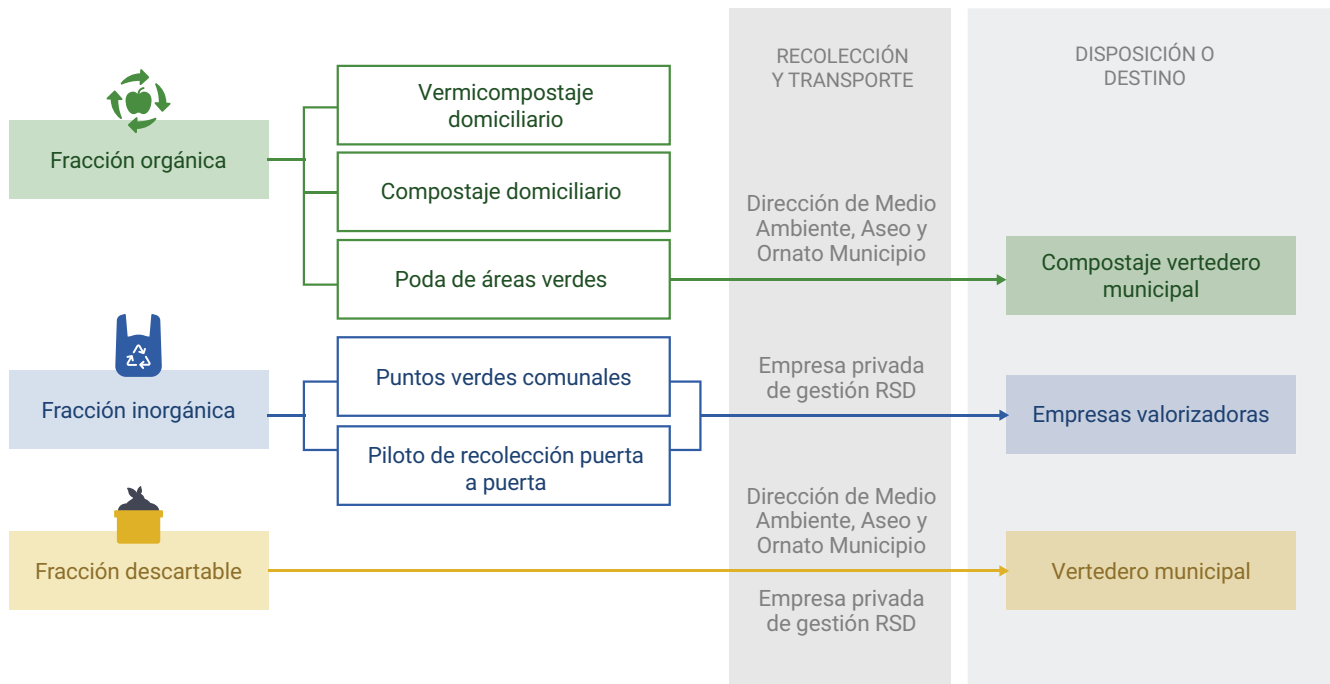 RECOLECCIÓN
Y TRANSPORTE
DISPOSICIÓN O
DESTINO
Fracción orgánica
Vermicompostaje
domiciliario
Compostaje domiciliario
Poda de áreas verdes
Dirección de Medio
Ambiente, Aseo y
Ornato Municipio
Compostaje vertedero
municipal
Fracción inorgánica
Puntos verdes comunales
Piloto de recolección puerta
a puerta
Empresa privada
de gestión RSD
Empresas valorizadoras
Fracción descartable
Dirección de Medio
Ambiente, Aseo y
Ornato Municipio
Empresa privada
de gestión RSD
Vertedero municipal